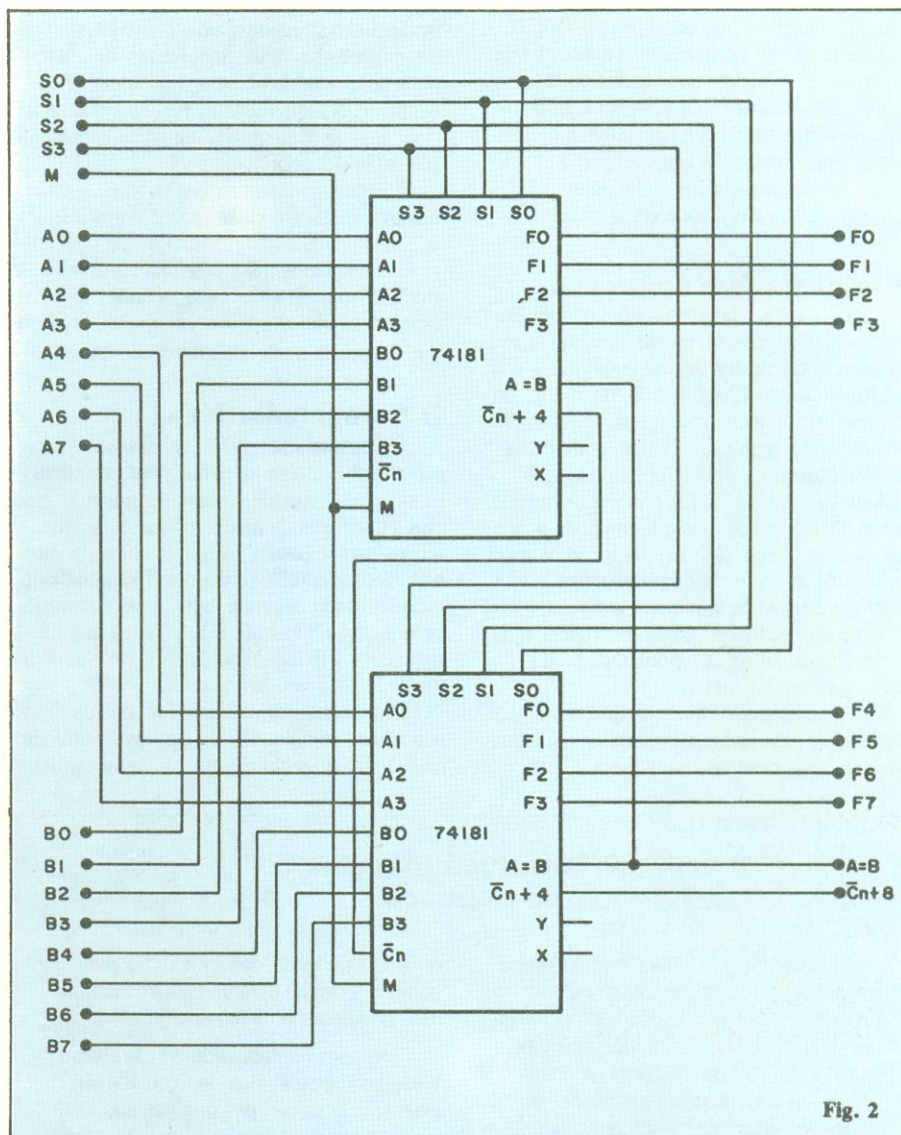 S0
S1
S2
S3
M
S3 S2 S1 S0
A0 A0 F0 F0
A1 A1 F1 F1
A2 A2 F2 F2
A3 A3 F3 F3
A4 74181
A5 B0
B1 A=B
A6 B2 C̅n+4
A7 B3 Y
C̅n X
M
S3 S2 S1 S0
A0 F0 F4
A1 F1 F5
A2 F2 F6
A3 F3 F7
B0 B0 74181
B1 B1 A=B A=B
B2 B2 C̅n+4 C̅n+8
B3 B3 Y
B4 C̅n X
B5 M
B6
B7
Fig. 2